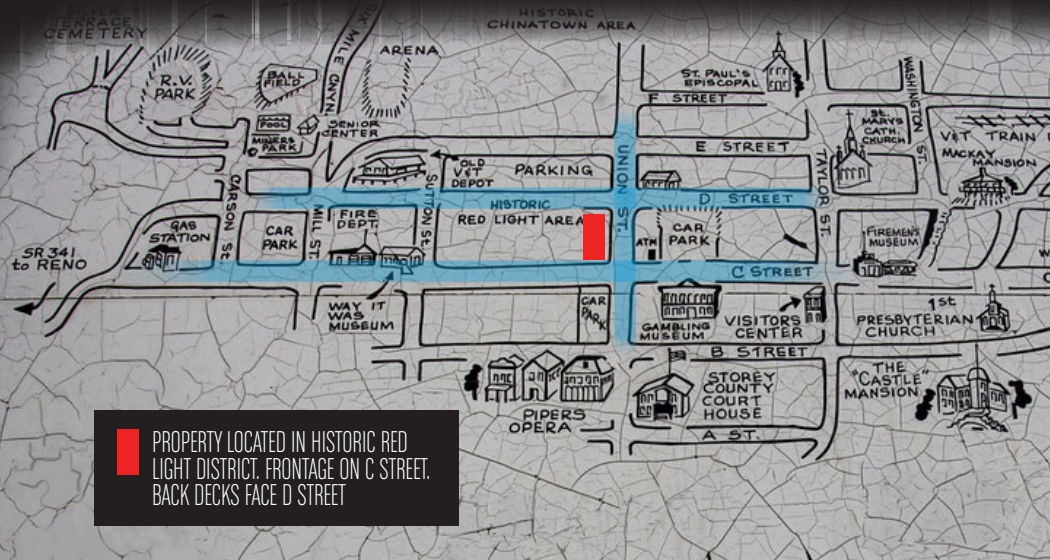 SILVER
TERRACE
CEMETERY
HISTORIC
CHINATOWN AREA
SIX MILE CNYN.
ARENA
R.V.
PARK
BALL
FIELD
POOL
MINERS
PARK
SENIOR
CENTER
ST. PAUL'S
EPISCOPAL
F STREET
WASHINGTON ST.
ST.
MARYS
CATH.
CHURCH
V&T TRAIN
MACKAY
MANSION
E STREET
OLD
V&T
DEPOT
PARKING
UNION ST.
TAYLOR ST.
CARSON ST.
SUTTON ST.
MILL ST.
D STREET
HISTORIC
RED LIGHT AREA
GAS
STATION
CAR
PARK
FIRE
DEPT.
ATM
CAR
PARK
FIREMEN'S
MUSEUM
SR 341
to RENO
C STREET
WAY IT
WAS
MUSEUM
CAR
PARK
GAMBLING
MUSEUM
VISITORS
CENTER
1st
PRESBYTERIAN
CHURCH
B STREET
PIPERS
OPERA
STOREY
COUNTY
COURT
HOUSE
THE
"CASTLE"
MANSION
A ST.
PROPERTY LOCATED IN HISTORIC RED
LIGHT DISTRICT. FRONTAGE ON C STREET.
BACK DECKS FACE D STREET